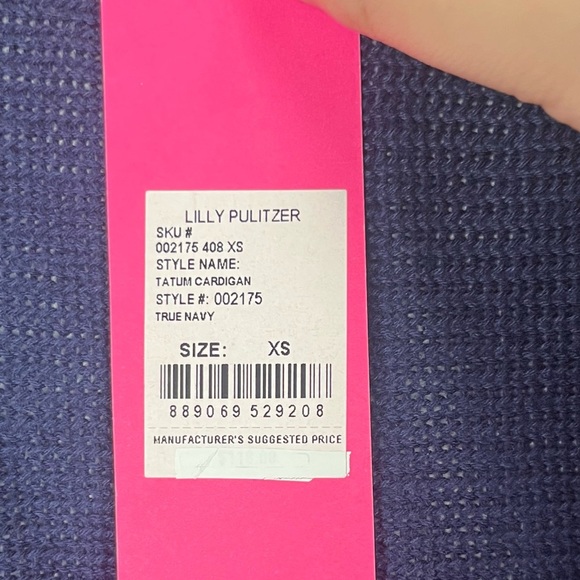 LILLY PULITZER
SKU #
002175 408 XS
STYLE NAME:
TATUM CARDIGAN
STYLE #: 002175
TRUE NAVY
SIZE: XS
889069 529208
MANUFACTURER'S SUGGESTED PRICE